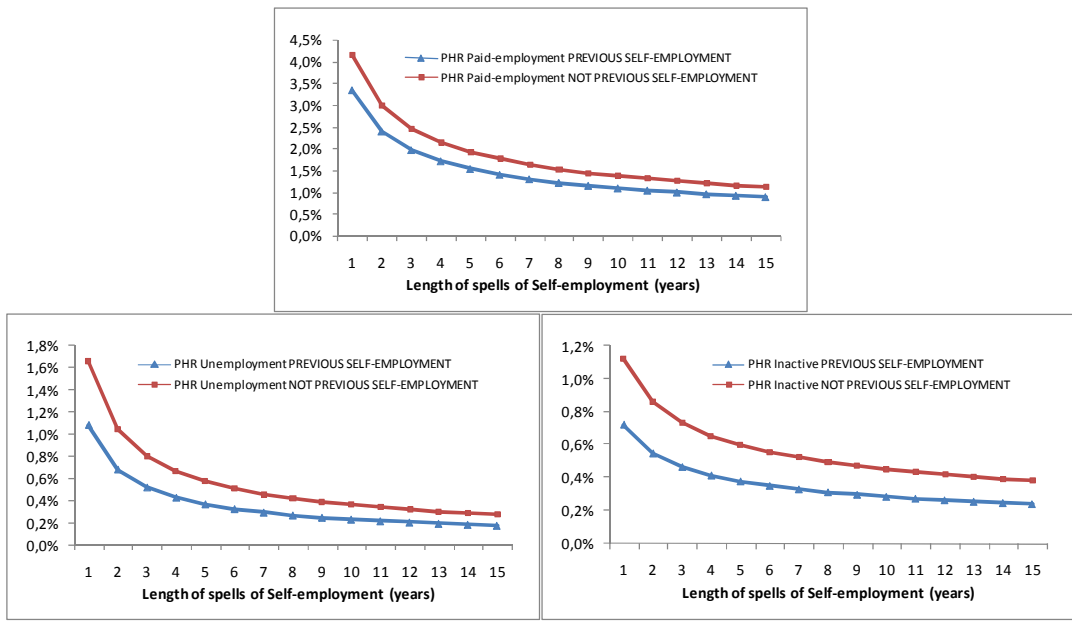 4,5%
4,0%
3,5%
3,0%
2,5%
2,0%
1,5%
1,0%
0,5%
0,0%
PHR Paid-employment PREVIOUS SELF-EMPLOYMENT
PHR Paid-employment NOT PREVIOUS SELF-EMPLOYMENT
1 2 3 4 5 6 7 8 9 10 11 12 13 14 15
Length of spells of Self-employment (years)
1,8%
1,6%
1,4%
1,2%
1,0%
0,8%
0,6%
0,4%
0,2%
0,0%
PHR Unemployment PREVIOUS SELF-EMPLOYMENT
PHR Unemployment NOT PREVIOUS SELF-EMPLOYMENT
1 2 3 4 5 6 7 8 9 10 11 12 13 14 15
Length of spells of Self-employment (years)
1,2%
1,0%
0,8%
0,6%
0,4%
0,2%
0,0%
PHR Inactive PREVIOUS SELF-EMPLOYMENT
PHR Inactive NOT PREVIOUS SELF-EMPLOYMENT
1 2 3 4 5 6 7 8 9 10 11 12 13 14 15
Length of spells of Self-employment (years)